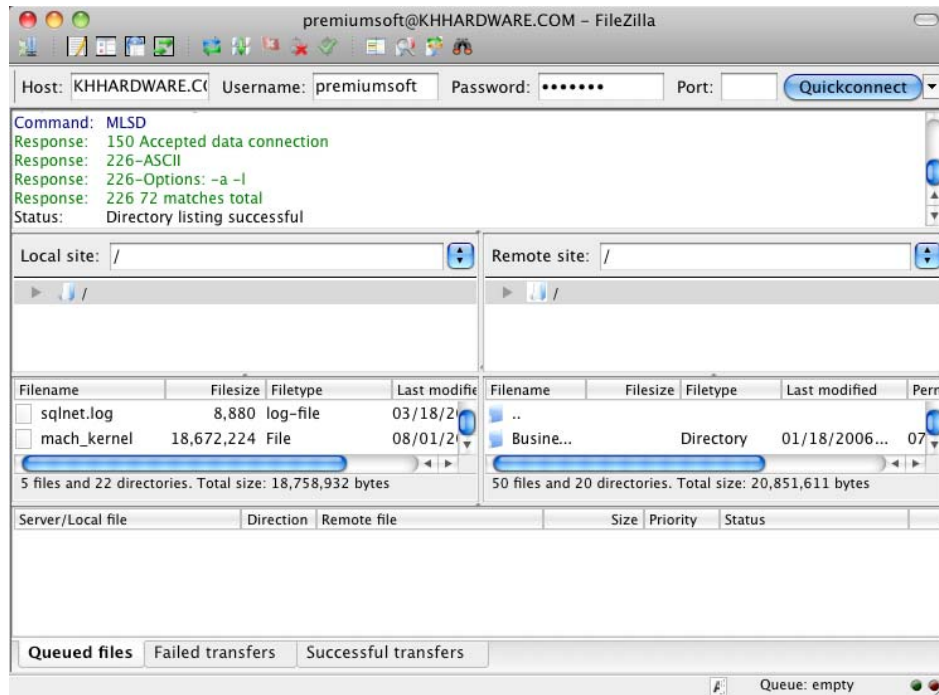 premiumsoft@KHHARDWARE.COM – FileZilla
Host: KHHARDWARE.C Username: premiumsoft Password: ••••••• Port: Quickconnect
Command: MLSD
Response: 150 Accepted data connection
Response: 226-ASCII
Response: 226-Options: -a -l
Response: 226 72 matches total
Status: Directory listing successful
Local site: /
/
Remote site: /
/
Filename Filesize Filetype Last modifie
sqlnet.log 8,880 log-file 03/18/2
mach_kernel 18,672,224 File 08/01/2
5 files and 22 directories. Total size: 18,758,932 bytes
Filename Filesize Filetype Last modified Perr
..
Busine... Directory 01/18/2006... 07
50 files and 20 directories. Total size: 20,851,611 bytes
Server/Local file Direction Remote file Size Priority Status
Queued files Failed transfers Successful transfers
Queue: empty